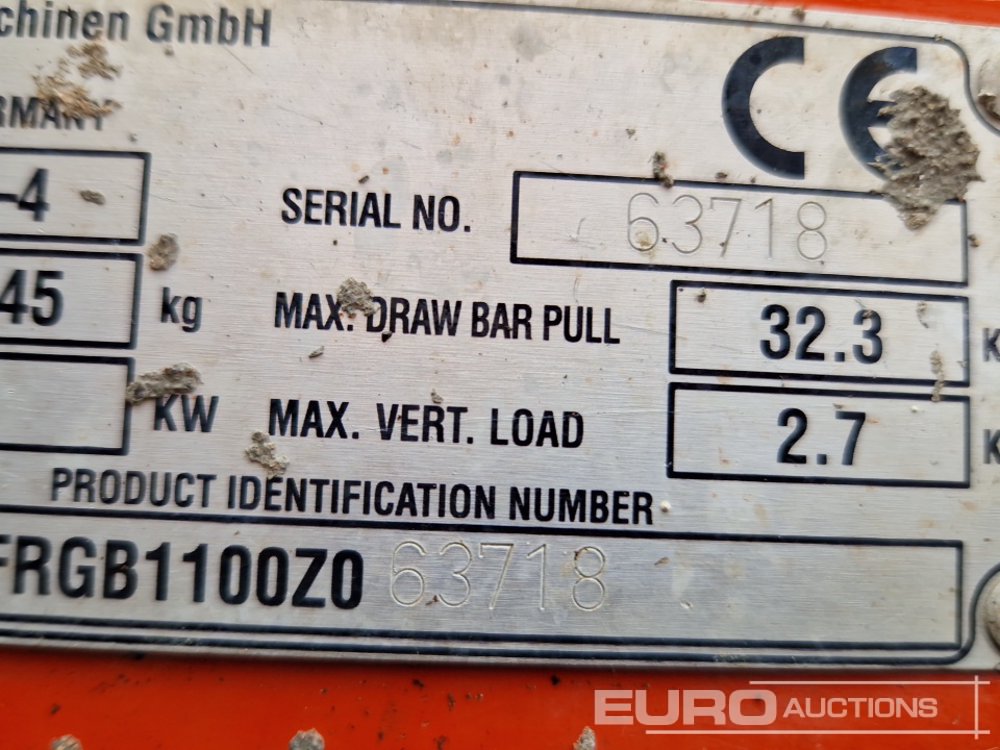 chinen GmbH
CE
RMANY
-4
SERIAL NO. 63718
45 kg MAX. DRAW BAR PULL 32.3 K
KW MAX. VERT. LOAD 2.7 K
PRODUCT IDENTIFICATION NUMBER
FRGB1100Z0 63718
EURO AUCTIONS